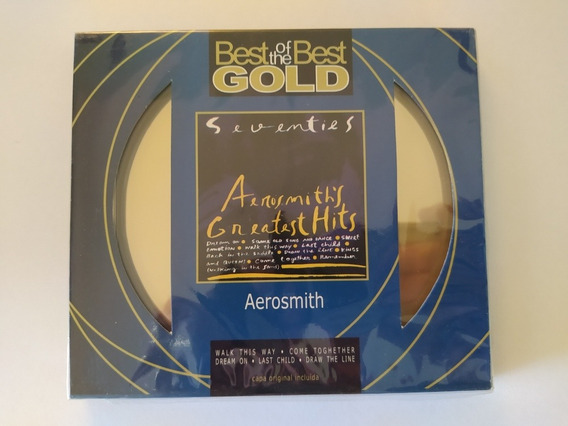 Best of the Best
GOLD
Seventies
Aerosmith's
Greatest Hits
Dream on • Same old song and dance • Sweet
emotion • Walk this way • Last child •
Back in the saddle • Draw the line • Kings
and queens • Come together • Remember
(walking in the sand)
Aerosmith
WALK THIS WAY • COME TOGHETHER
DREAM ON • LAST CHILD • DRAW THE LINE
capa original incluída